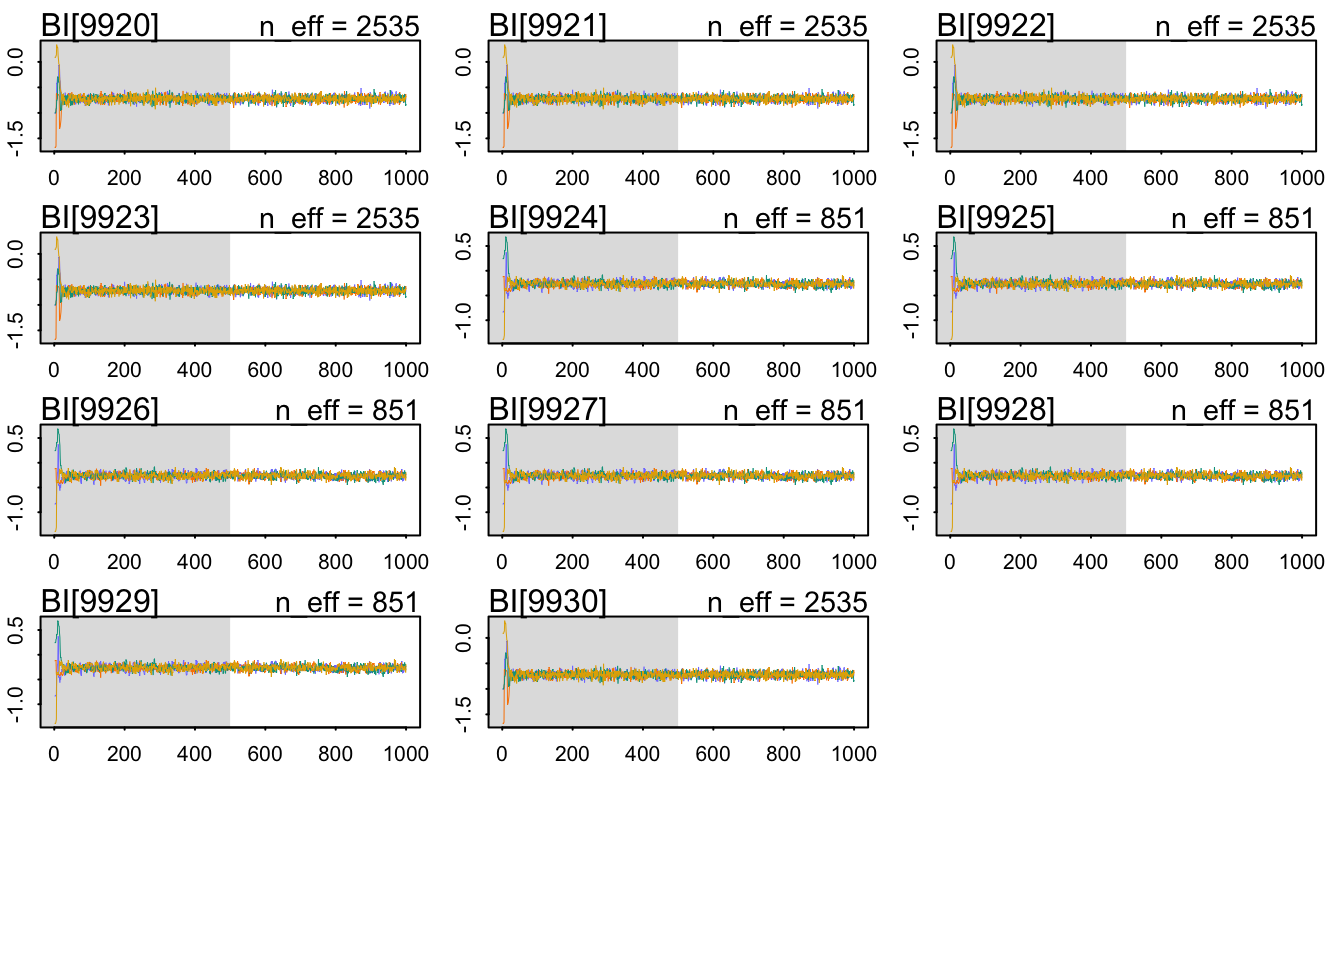 BI[9920] n_eff = 2535 BI[9921] n_eff = 2535 BI[9922] n_eff = 2535
0.0 -1.5 0.0 -1.5 0.0 -1.5
0 200 400 600 800 1000 0 200 400 600 800 1000 0 200 400 600 800 1000
BI[9923] n_eff = 2535 BI[9924] n_eff = 851 BI[9925] n_eff = 851
0.0 -1.5 0.5 -1.0 0.5 -1.0
0 200 400 600 800 1000 0 200 400 600 800 1000 0 200 400 600 800 1000
BI[9926] n_eff = 851 BI[9927] n_eff = 851 BI[9928] n_eff = 851
0.5 -1.0 0.5 -1.0 0.5 -1.0
0 200 400 600 800 1000 0 200 400 600 800 1000 0 200 400 600 800 1000
BI[9929] n_eff = 851 BI[9930] n_eff = 2535
0.5 -1.0 0.0 -1.5
0 200 400 600 800 1000 0 200 400 600 800 1000